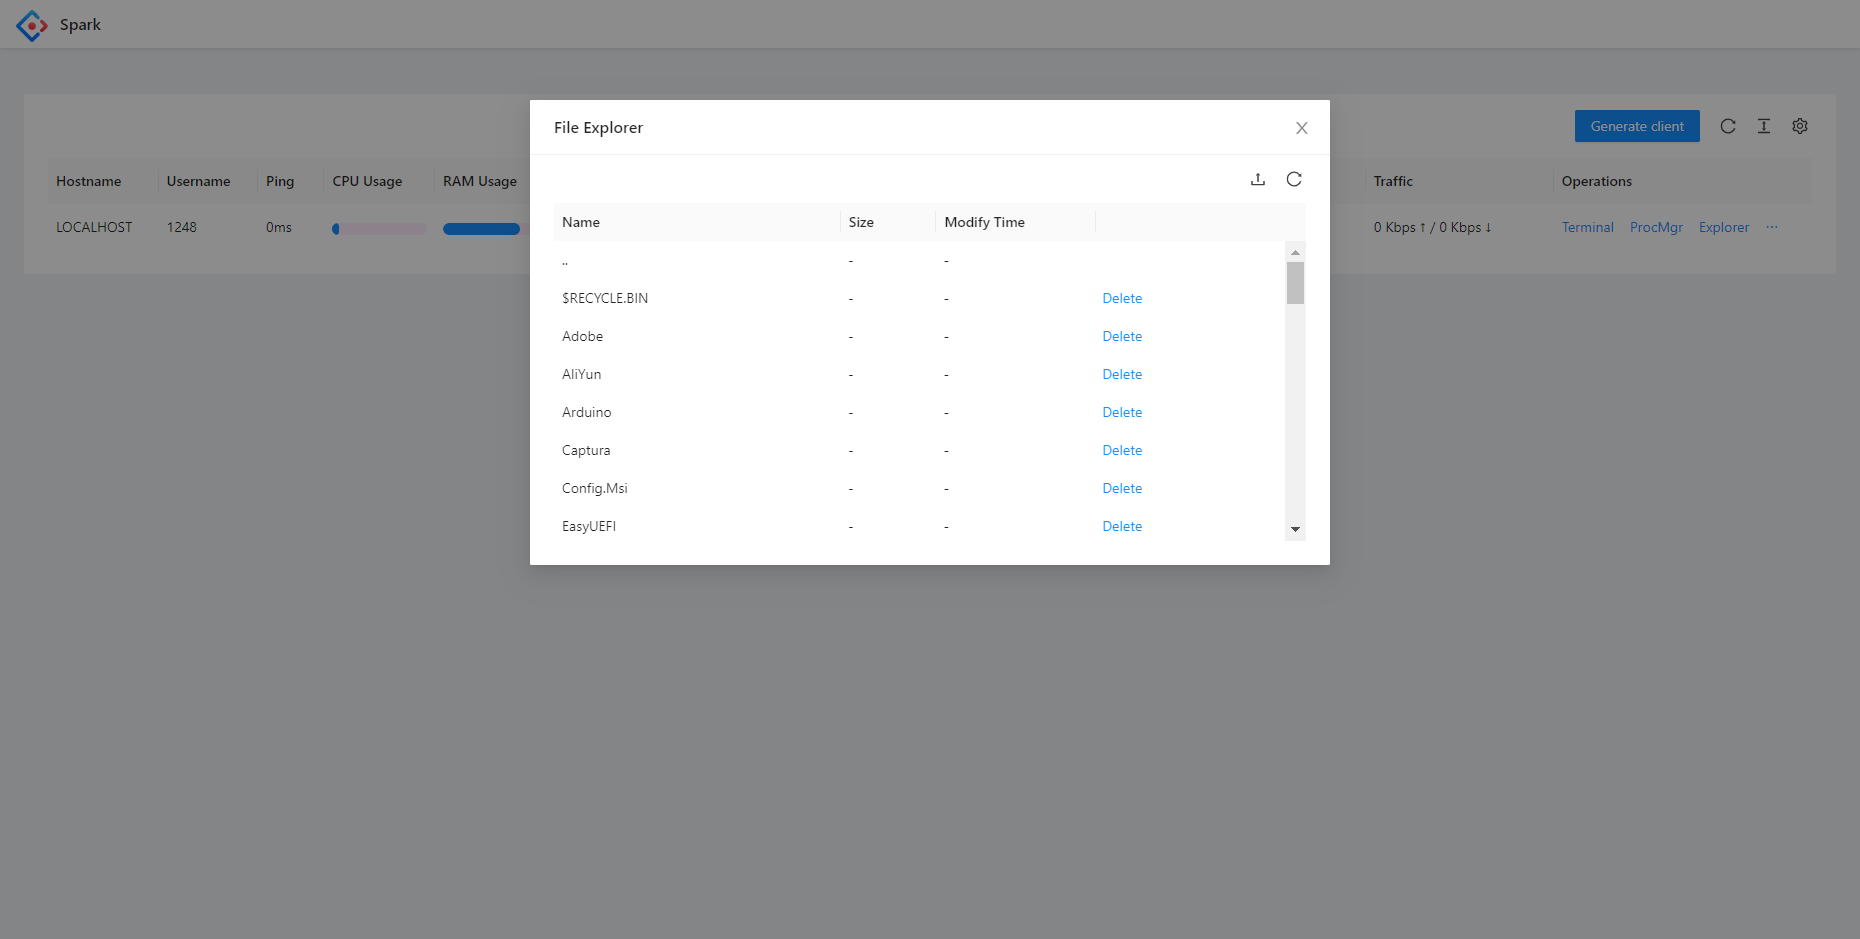 Spark
Generate client
Hostname Username Ping CPU Usage RAM Usage Traffic Operations
LOCALHOST 1248 0ms 0 Kbps ↑ / 0 Kbps ↓ Terminal ProcMgr Explorer ···
File Explorer
Name Size Modify Time
.. - -
$RECYCLE.BIN - - Delete
Adobe - - Delete
AliYun - - Delete
Arduino - - Delete
Captura - - Delete
Config.Msi - - Delete
EasyUEFI - - Delete